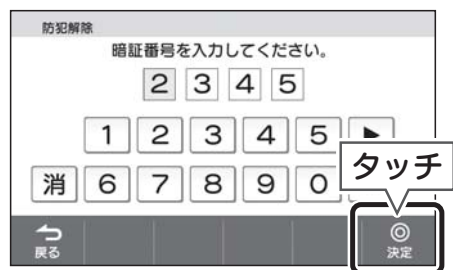 防犯解除
暗証番号を入力してください。
2 3 4 5
1 2 3 4 5 ▶
消 6 7 8 9 0
タッチ
戻る 決定